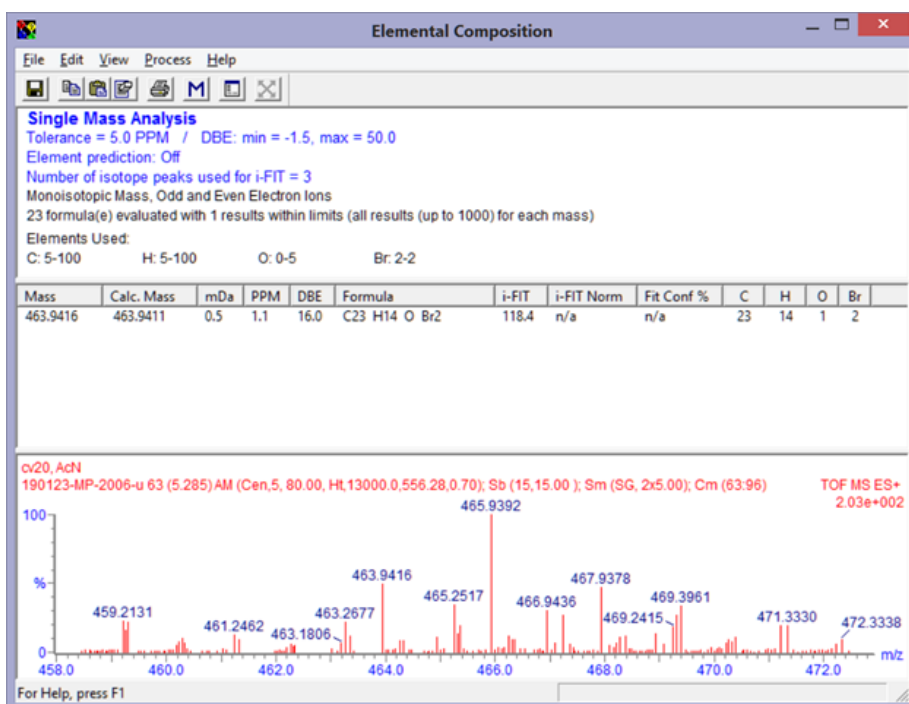 Elemental Composition
File Edit View Process Help
M
Single Mass Analysis
Tolerance = 5.0 PPM / DBE: min = -1.5, max = 50.0
Element prediction: Off
Number of isotope peaks used for i-FIT = 3
Monoisotopic Mass, Odd and Even Electron Ions
23 formula(e) evaluated with 1 results within limits (all results (up to 1000) for each mass)
Elements Used:
C: 5-100 H: 5-100 O: 0-5 Br: 2-2
Mass Calc. Mass mDa PPM DBE Formula i-FIT i-FIT Norm Fit Conf % C H O Br
463.9416 463.9411 0.5 1.1 16.0 C23 H14 O Br2 118.4 n/a n/a 23 14 1 2
cv20, AcN
190123-MP-2006-u 63 (5.285) AM (Cen,5, 80.00, Ht,13000.0,556.28,0.70); Sb (15,15.00 ); Sm (SG, 2x5.00); Cm (63:96) TOF MS ES+
2.03e+002
100
%
0
465.9392
463.9416
467.9378
465.2517
466.9436
469.3961
459.2131
463.2677
469.2415
461.2462
463.1806
471.3330
472.3338
m/z
458.0 460.0 462.0 464.0 466.0 468.0 470.0 472.0
For Help, press F1